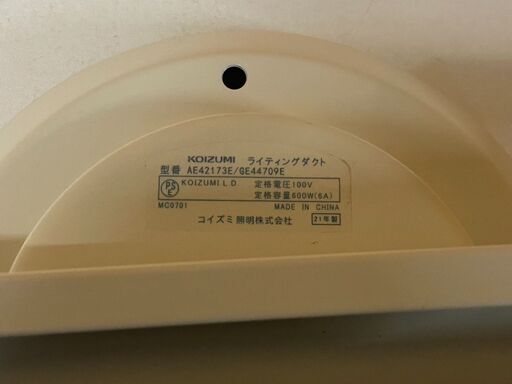 KOIZUMI ライティングダクト
型番 AE42173E/GE44709E
PS E KOIZUMI L D 定格電圧100V
定格容量600W(6A)
MC0701 MADE IN CHINA
コイズミ照明株式会社 21年製